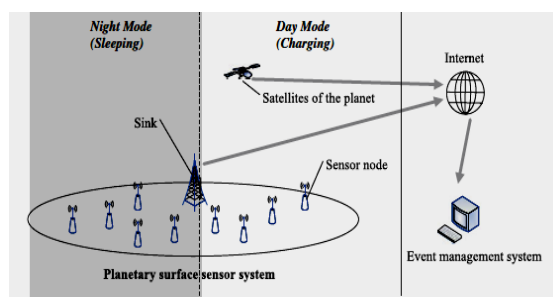 Night Mode
(Sleeping)
Day Mode
(Charging)
Internet
Satellites of the planet
Sink
Sensor node
Event management system
Planetary surface sensor system